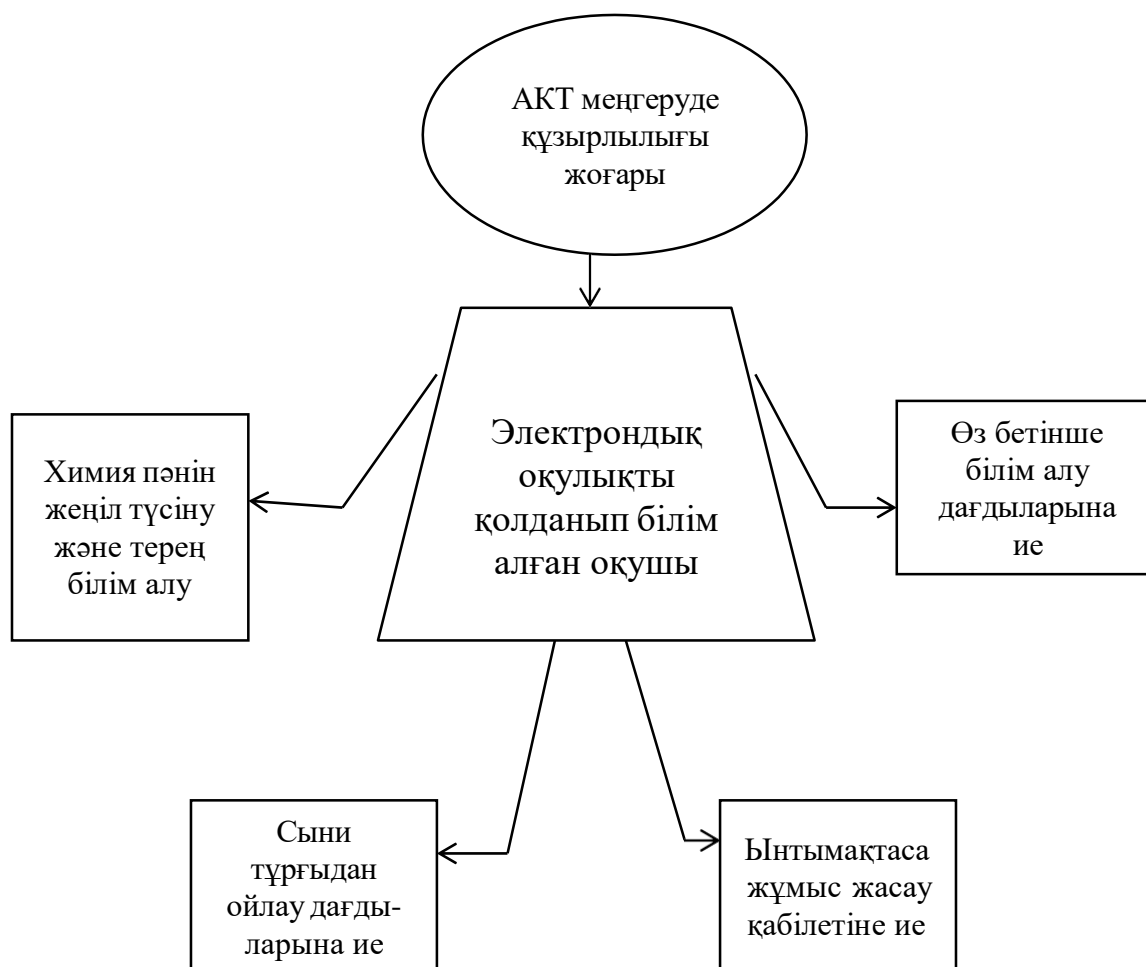 АКТ меңгеруде
құзырлылығы
жоғары
Электрондық
оқулықты
қолданып білім
алған оқушы
Химия пәнін
жеңіл түсіну
және терең
білім алу
Өз бетінше
білім алу
дағдыларына
ие
Сыни
тұрғыдан
ойлау дағды-
ларына ие
Ынтымақтаса
жұмыс жасау
қабілетіне ие